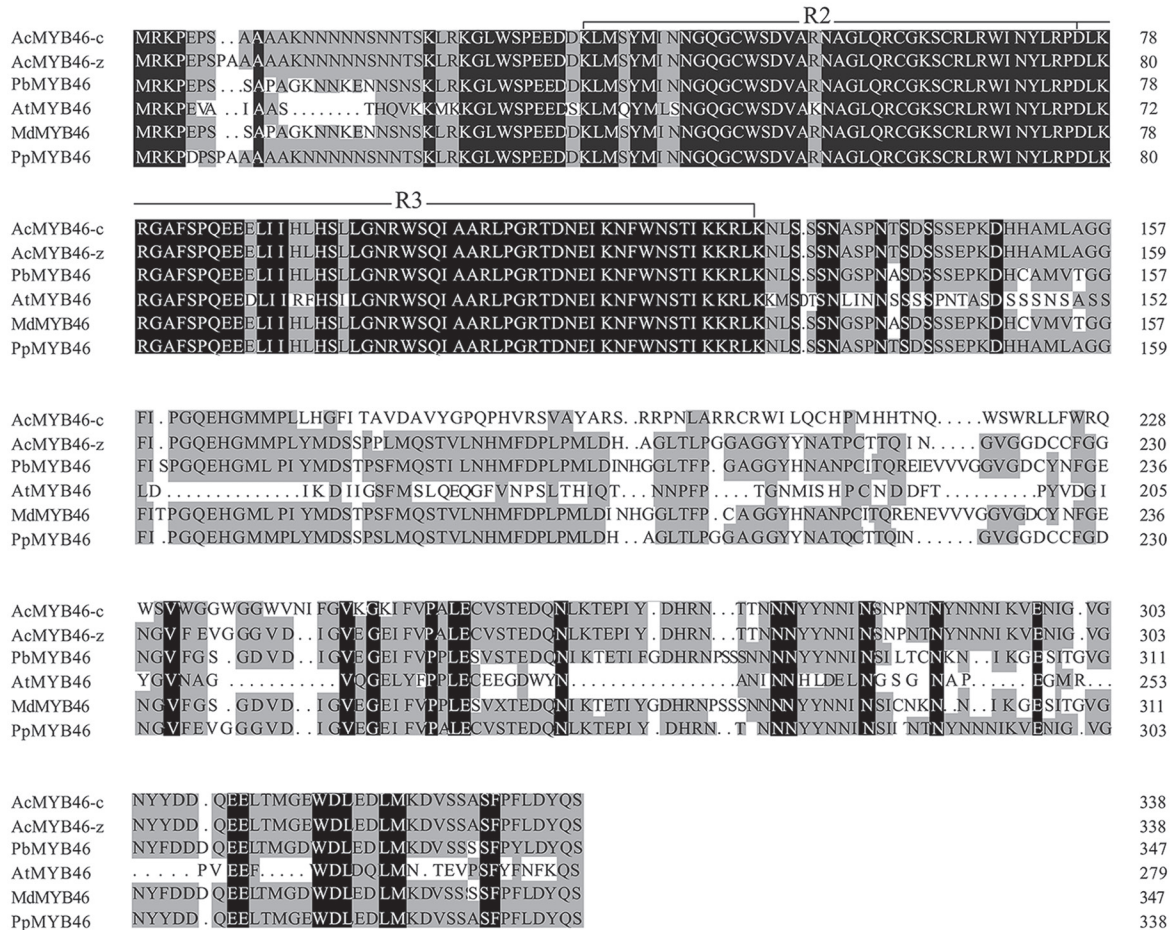 R2
AcMYB46-c MRKPEPS..AAAAAKNNNNNSNNTSKLRKGLWSPEEDDKLMSYMINNGQGCWSDVARNAGLQRCGKSCRLRWINYLRPDLK 78
AcMYB46-z MRKPEPSPAAAAAAKNNNNNSNNTSKLRKGLWSPEEDDKLMSYMINNGQGCWSDVARNAGLQRCGKSCRLRWINYLRPDLK 80
PbMYB46 MRKPEPS..SAPAGKNNKENNSNSKLRKGLWSPEEDDKLMSYMINNGQGCWSDVARNAGLQRCGKSCRLRWINYLRPDLK 78
AtMYB46 MRKPEVA..IAAS.......THQVKKMKKGLWSPEEDSKLMQYMLSNGQGCWSDVAKNAGLQRCGKSCRLRWINYLRPDLK 72
MdMYB46 MRKPEPS..SAPAGKNNKENNSNSKLRKGLWSPEEDDKLMSYMINNGQGCWSDVARNAGLQRCGKSCRLRWINYLRPDLK 78
PpMYB46 MRKPDPSPAAAAAAKNNNNNSNNTSKLRKGLWSPEEDDKLMSYMINNGQGCWSDVARNAGLQRCGKSCRLRWINYLRPDLK 80
R3
AcMYB46-c RGAFSPQEEELIIHLHSLLGNRWSQIAARLPGRTDNEIKNFWNSTIKKRLKNLS.SSNASPNTSDSSSEPKDHHAMLAGG 157
AcMYB46-z RGAFSPQEEELIIHLHSLLGNRWSQIAARLPGRTDNEIKNFWNSTIKKRLKNLS.SSNASPNTSDSSSEPKDHHAMLAGG 159
PbMYB46 RGAFSPQEEELIIHLHSLLGNRWSQIAARLPGRTDNEIKNFWNSTIKKRLKNLS.SSNGSPNASDSSSEPKDHCAMVTGG 157
AtMYB46 RGAFSPQEEDLIIRFHSILGNRWSQIAARLPGRTDNEIKNFWNSTIKKRLKKMSDTSNLINNSSSSPNTASDSSSNSASS 152
MdMYB46 RGAFSPQEEELIIHLHSLLGNRWSQIAARLPGRTDNEIKNFWNSTIKKRLKNLS.SSNGSPNASDSSSEPKDHCVMVTGG 157
PpMYB46 RGAFSPQEEELIIHLHSLLGNRWSQIAARLPGRTDNEIKNFWNSTIKKRLKNLS.SSNASPNTSDSSSEPKDHHAMLAGG 159
AcMYB46-c FI.PGQEHGMMPLLHGFITAVDAVYGPQPHVRSVAYARS.RRPNLARRCRWILQCHPMHHTNQ.....WSWRLLFWRQ 228
AcMYB46-z FI.PGQEHGMMPLYMDSSPPLMQSTVLNHMFDPLPMLDH.AGLTLPGGAGGYYNATPCTTQIN.....GVGGDCCFGG 230
PbMYB46 FISPGQEHGMLPIYMDSTPSFMQSTILNHMFDPLPMLDINHGGLTFP.GAGGYHNANPCITQREIEVVVGGVGDCYNFGE 236
AtMYB46 LD............IKDIIGSFMSLQEQGFVNPSLTHIQT...NNPFP...TGNMISHPCNDDFT..........PYVDGI 205
MdMYB46 FITPGQEHGMMPLYMDSTPSFMQSTVLNHMFDPLPMLDINHGGLTFP.CAGGYHNANPCITQRENEVVVGGVGDCYNFGE 236
PpMYB46 FI.PGQEHGMMPLYMDSSPSLMQSTVLNHMFDPLPMLDH.AGLTLPGGAGGYYNATQCTTQIN.....GVGGDCCFGD 230
AcMYB46-c WSVWGGWGGWVNIFGVKGKIFVPALECVSTEDQNLKTEPIY.DHRN..TTNNNYYNNINSNPNTNYNNNIKVENIG.VG 303
AcMYB46-z NGVFEVGGGVD..IGVEGEIFVPALECVSTEDQNLKTEPIY.DHRN..TTNNNYYNNINSNPNTNYNNNIKVENIG.VG 303
PbMYB46 NGVFGS.GDVD..IGVEGEIFVPPLESVSTEDQNIKTETIFGDHRNPSSSNNNNYYNNINSILTCNKN..IKGESITGVG 311
AtMYB46 YGVNAG..........VQGELYFPPLECEEGDWYN..............ANINNHLDELNGSGNAP......EGMR... 253
MdMYB46 NGVFGS.GDVD..IGVEGEIFVPPLESVXTEDQNIKTETIYGDHRNPSSSNNNNYYNNINSICNKN.N..IKGESITGVG 311
PpMYB46 NGVFEVGGGVD..IGVEGEIFVPALECVSTEDQNLKTEPIY.DHRN..T.NNNYYNNINSIITNTNYNNNIKVENIG.VG 303
AcMYB46-c NYYDD.QEELTMGEWDLEDLMKDVSSASFPFLDYQS 338
AcMYB46-z NYYDD.QEELTMGEWDLEDLMKDVSSASFPFLDYQS 338
PbMYB46 NYFDDDQEELTMGDWDLEDLMKDVSSSSFPYLDYQS 347
AtMYB46 .....PVEEF.....WDLDQLMN.TEVPSFYFNFKQS 279
MdMYB46 NYFDDDQEELTMGDWDLEDLMKDVSSSSFPFLDYQS 347
PpMYB46 NYYDD.QEELTMGEWDLEDLMKDVSSASFPFLDYQS 338